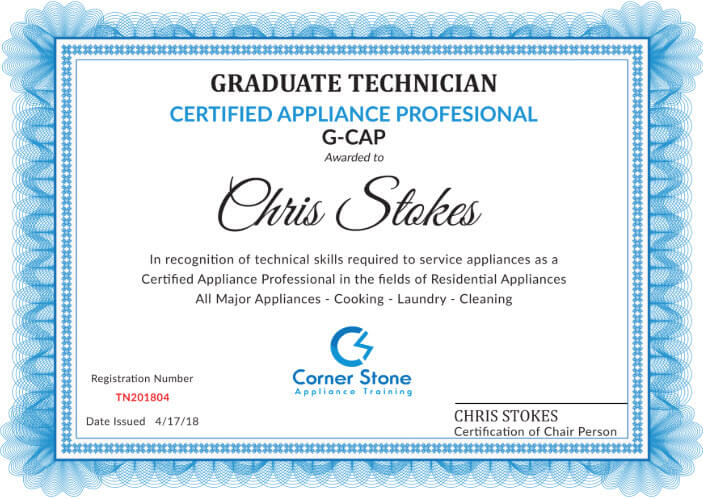 GRADUATE TECHNICIAN
CERTIFIED APPLIANCE PROFESIONAL
G-CAP
Awarded to
Chris Stokes
In recognition of technical skills required to service appliances as a
Certified Appliance Professional in the fields of Residential Appliances
All Major Appliances - Cooking - Laundry - Cleaning
Corner Stone
Appliance Training
Registration Number
TN201804
Date Issued 4/17/18
CHRIS STOKES
Certification of Chair Person